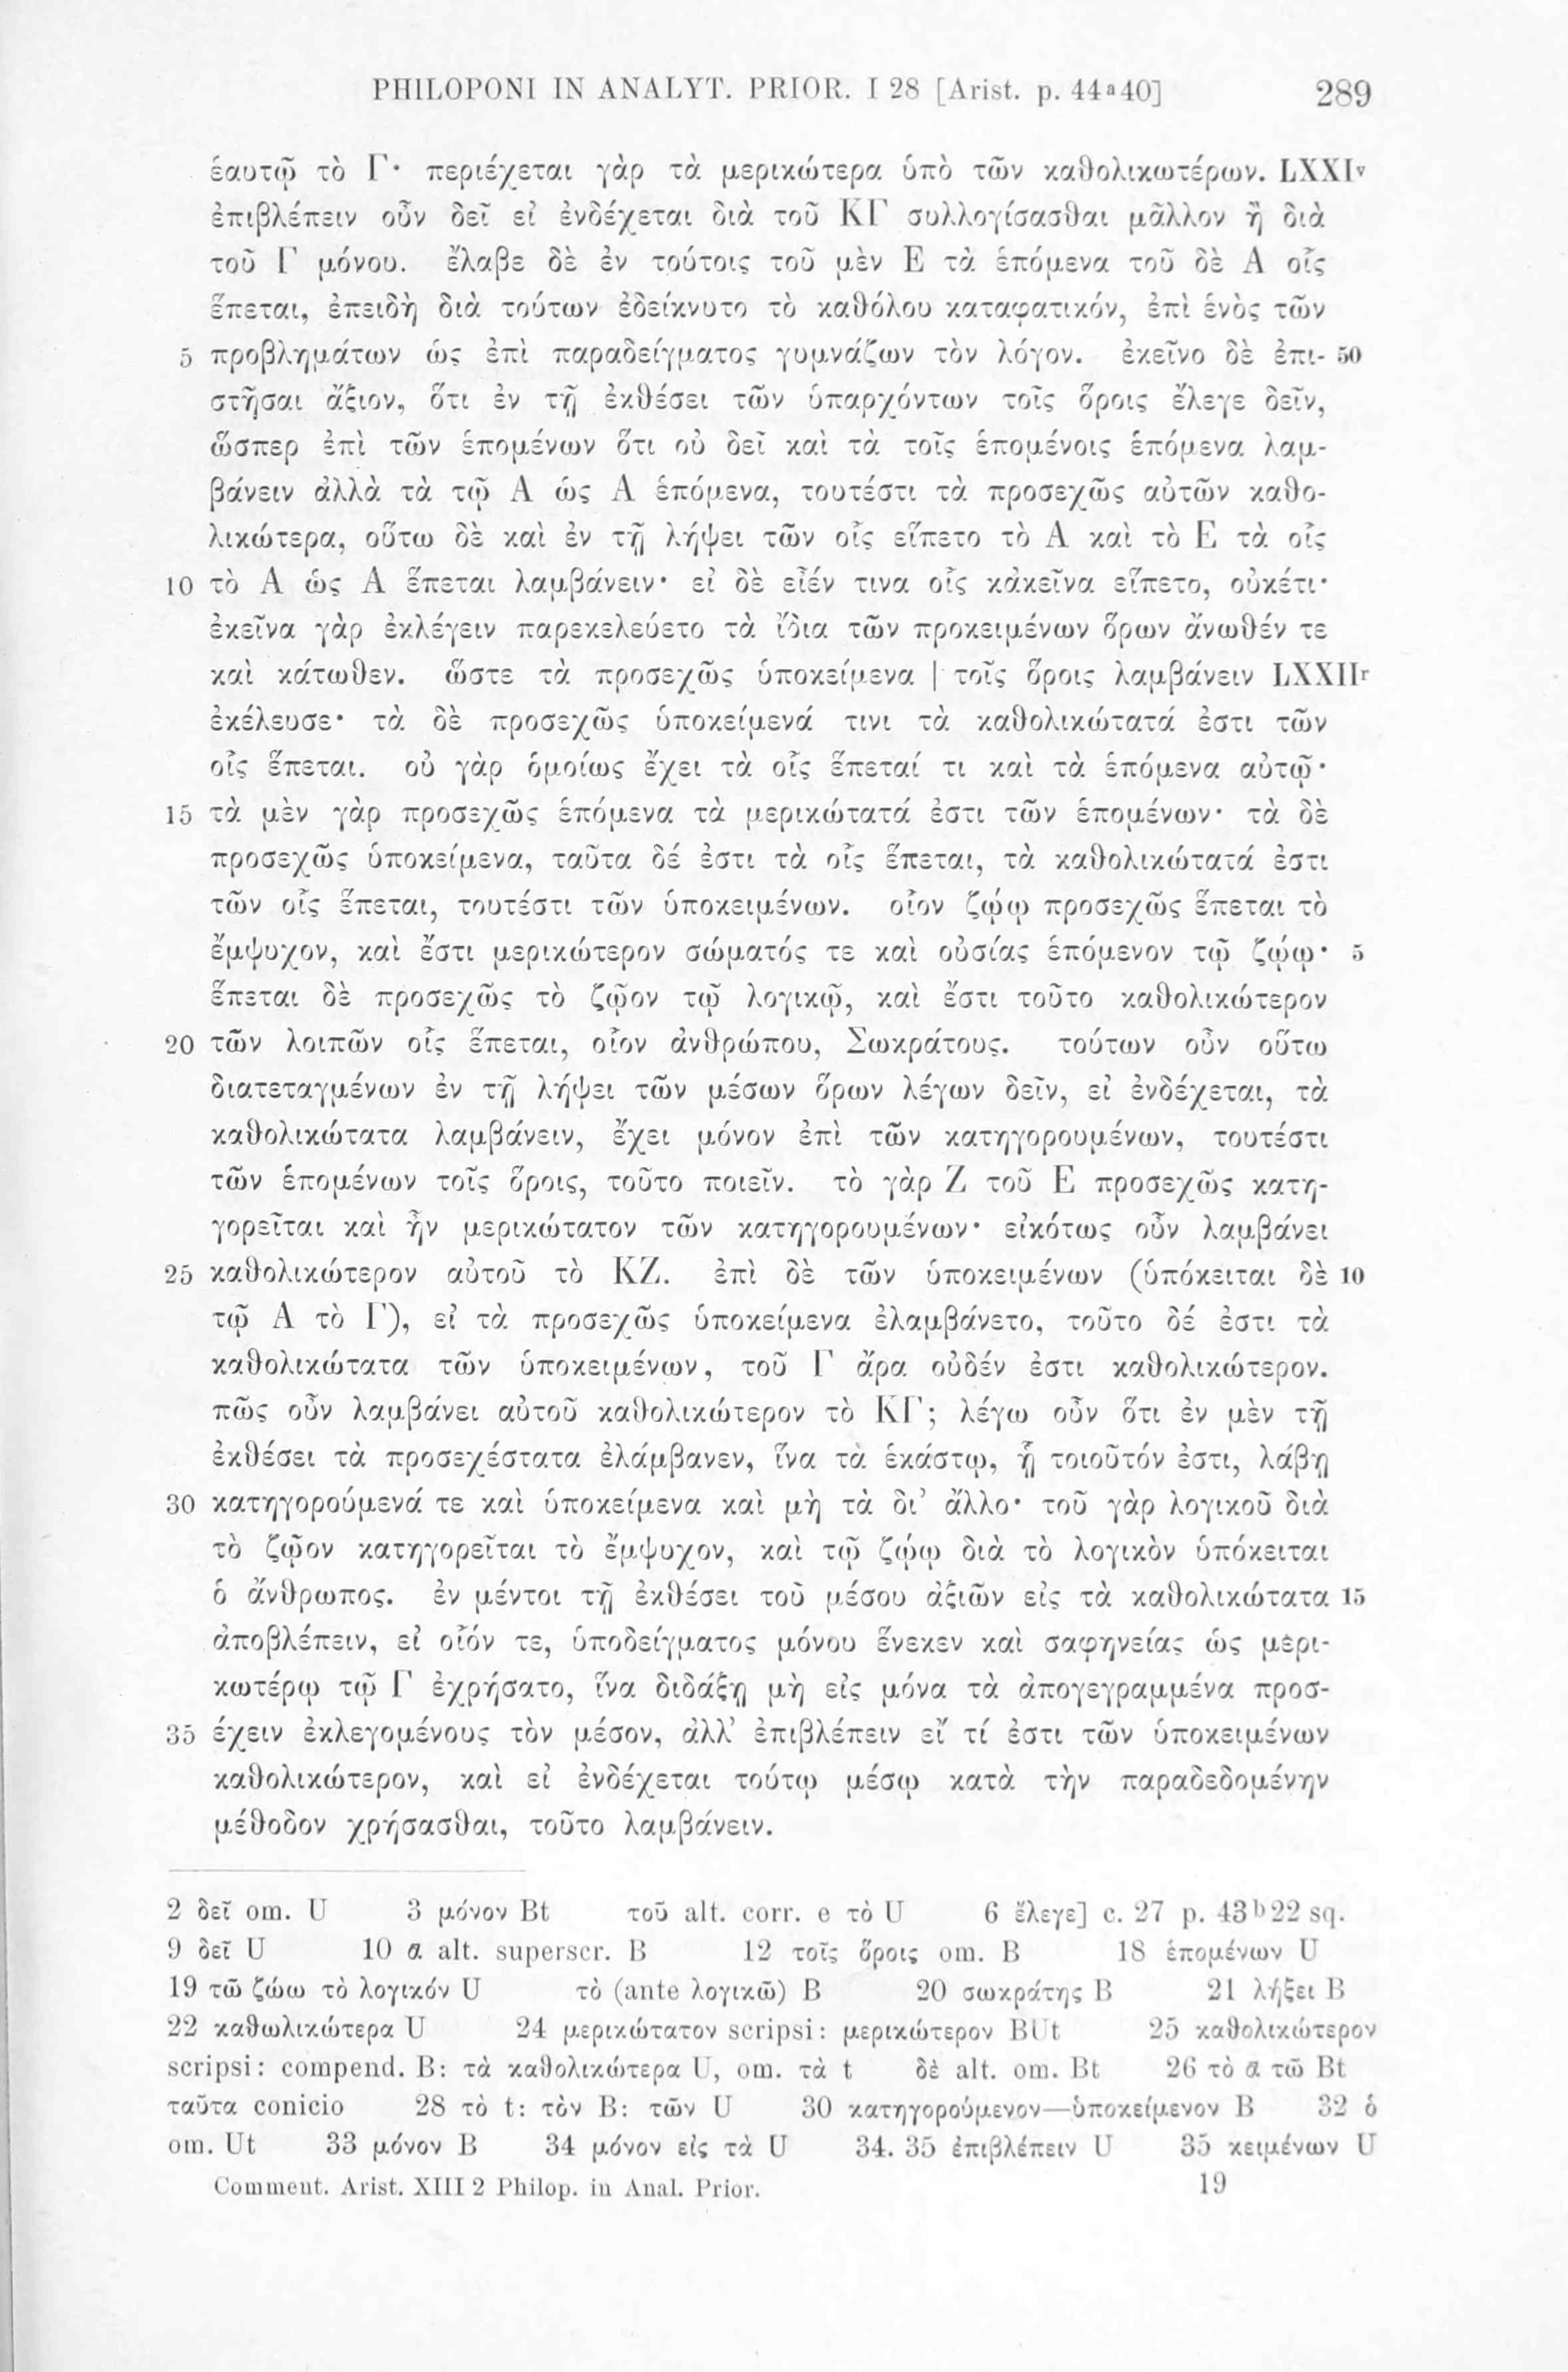 PHILOPONI IN ANALYT. PRIOR. I 28 [Arist. p. 44ᵃ40] 289
ἑαυτῷ τὸ Γ· περιέχεται γὰρ τὰ μερικώτερα ὑπὸ τῶν καθολικωτέρων. LXXIᵛ
ἐπιβλέπειν οὖν δεῖ εἰ ἐνδέχεται διὰ τοῦ ΚΓ συλλογίσασθαι μᾶλλον ἢ διὰ
τοῦ Γ μόνου. ἔλαβε δὲ ἐν τούτοις τοῦ μὲν Ε τὰ ἑπόμενα τοῦ δὲ Α οἷς
ἕπεται, ἐπειδὴ διὰ τούτων ἐδείκνυτο τὸ καθόλου καταφατικόν, ἐπὶ ἑνὸς τῶν
5 προβλημάτων ὡς ἐπὶ παραδείγματος γυμνάζων τὸν λόγον. ἐκεῖνο δὲ ἐπι- 50
στῆσαι ἄξιον, ὅτι ἐν τῇ ἐκθέσει τῶν ὑπαρχόντων τοῖς ὅροις ἔλεγε δεῖν,
ὥσπερ ἐπὶ τῶν ἑπομένων ὅτι οὐ δεῖ καὶ τὰ τοῖς ἑπομένοις ἑπόμενα λαμ-
βάνειν ἀλλὰ τὰ τῷ Α ὡς Α ἑπόμενα, τουτέστι τὰ προσεχῶς αὐτῶν καθο-
λικώτερα, οὕτω δὲ καὶ ἐν τῇ λήψει τῶν οἷς εἵπετο τὸ Α καὶ τὸ Ε τὰ οἷς
10 τὸ Α ὡς Α ἕπεται λαμβάνειν· εἰ δὲ εἶέν τινα οἷς κἀκεῖνα εἵπετο, οὐκέτι·
ἐκεῖνα γὰρ ἐκλέγειν παρεκελεύετο τὰ ἴδια τῶν προκειμένων ὅρων ἄνωθέν τε
καὶ κάτωθεν. ὥστε τὰ προσεχῶς ὑποκείμενα | τοῖς ὅροις λαμβάνειν LXXIIʳ
ἐκέλευσε· τὰ δὲ προσεχῶς ὑποκείμενά τινι τὰ καθολικώτατά ἐστι τῶν
οἷς ἕπεται. οὐ γὰρ ὁμοίως ἔχει τὰ οἷς ἕπεταί τι καὶ τὰ ἑπόμενα αὐτῷ·
15 τὰ μὲν γὰρ προσεχῶς ἑπόμενα τὰ μερικώτατά ἐστι τῶν ἑπομένων· τὰ δὲ
προσεχῶς ὑποκείμενα, ταῦτα δέ ἐστι τὰ οἷς ἕπεται, τὰ καθολικώτατά ἐστι
τῶν οἷς ἕπεται, τουτέστι τῶν ὑποκειμένων. οἷον ζῴῳ προσεχῶς ἕπεται τὸ
ἔμψυχον, καὶ ἔστι μερικώτερον σώματός τε καὶ οὐσίας ἑπόμενον τῷ ζῴῳ· 5
ἕπεται δὲ προσεχῶς τὸ ζῷον τῷ λογικῷ, καὶ ἔστι τοῦτο καθολικώτερον
20 τῶν λοιπῶν οἷς ἕπεται, οἷον ἀνθρώπου, Σωκράτους. τούτων οὖν οὕτω
διατεταγμένων ἐν τῇ λήψει τῶν μέσων ὅρων λέγων δεῖν, εἰ ἐνδέχεται, τὰ
καθολικώτατα λαμβάνειν, ἔχει μόνον ἐπὶ τῶν κατηγορουμένων, τουτέστι
τῶν ἑπομένων τοῖς ὅροις, τοῦτο ποιεῖν. τὸ γὰρ Ζ τοῦ Ε προσεχῶς κατη-
γορεῖται καὶ ἦν μερικώτατον τῶν κατηγορουμένων· εἰκότως οὖν λαμβάνει
25 καθολικώτερον αὐτοῦ τὸ ΚΖ. ἐπὶ δὲ τῶν ὑποκειμένων (ὑπόκειται δὲ 10
τῷ Α τὸ Γ), εἰ τὰ προσεχῶς ὑποκείμενα ἐλαμβάνετο, τοῦτο δέ ἐστι τὰ
καθολικώτατα τῶν ὑποκειμένων, τοῦ Γ ἄρα οὐδέν ἐστι καθολικώτερον.
πῶς οὖν λαμβάνει αὐτοῦ καθολικώτερον τὸ ΚΓ; λέγω οὖν ὅτι ἐν μὲν τῇ
ἐκθέσει τὰ προσεχέστατα ἐλάμβανεν, ἵνα τὰ ἑκάστῳ, ᾗ τοιοῦτόν ἐστι, λάβῃ
30 κατηγορούμενά τε καὶ ὑποκείμενα καὶ μὴ τὰ δι’ ἄλλο· τοῦ γὰρ λογικοῦ διὰ
τὸ ζῷον κατηγορεῖται τὸ ἔμψυχον, καὶ τῷ ζῴῳ διὰ τὸ λογικὸν ὑπόκειται
ὁ ἄνθρωπος. ἐν μέντοι τῇ ἐκθέσει τοῦ μέσου ἀξιῶν εἰς τὰ καθολικώτατα 15
ἀποβλέπειν, εἰ οἷόν τε, ὑποδείγματος μόνου ἕνεκεν καὶ σαφηνείας ὡς μερι-
κωτέρῳ τῷ Γ ἐχρήσατο, ἵνα διδάξῃ μὴ εἰς μόνα τὰ ἀπογεγραμμένα προσ-
35 έχειν ἐκλεγομένους τὸν μέσον, ἀλλ’ ἐπιβλέπειν εἴ τί ἐστι τῶν ὑποκειμένων
καθολικώτερον, καὶ εἰ ἐνδέχεται τούτῳ μέσῳ κατὰ τὴν παραδεδομένην
μέθοδον χρήσασθαι, τοῦτο λαμβάνειν.
2 δεῖ om. U 3 μόνον Bt τοῦ alt. corr. e τὸ U 6 ἔλεγε] c. 27 p. 43ᵇ22 sq.
9 δεῖ U 10 α alt. superscr. B 12 τοῖς ὅροις om. B 18 ἑπομένων U
19 τῶ ζώω τὸ λογικόν U τὸ (ante λογικῶ) B 20 σωκράτης B 21 λήξει B
22 καθωλικώτερα U 24 μερικώτατον scripsi: μερικώτερον BUt 25 καθολικώτερον
scripsi: compend. B: τὰ καθολικώτερα U, om. τὰ t δὲ alt. om. Bt 26 τὸ α τῶ Bt
ταῦτα conicio 28 τὸ t: τὸν B: τῶν U 30 κατηγορούμενον—ὑποκείμενον B 32 ὁ
om. Ut 33 μόνον B 34 μόνον εἰς τὰ U 34. 35 ἐπιβλέπειν U 35 κειμένων U
Comment. Arist. XIII 2 Philop. in Anal. Prior. 19